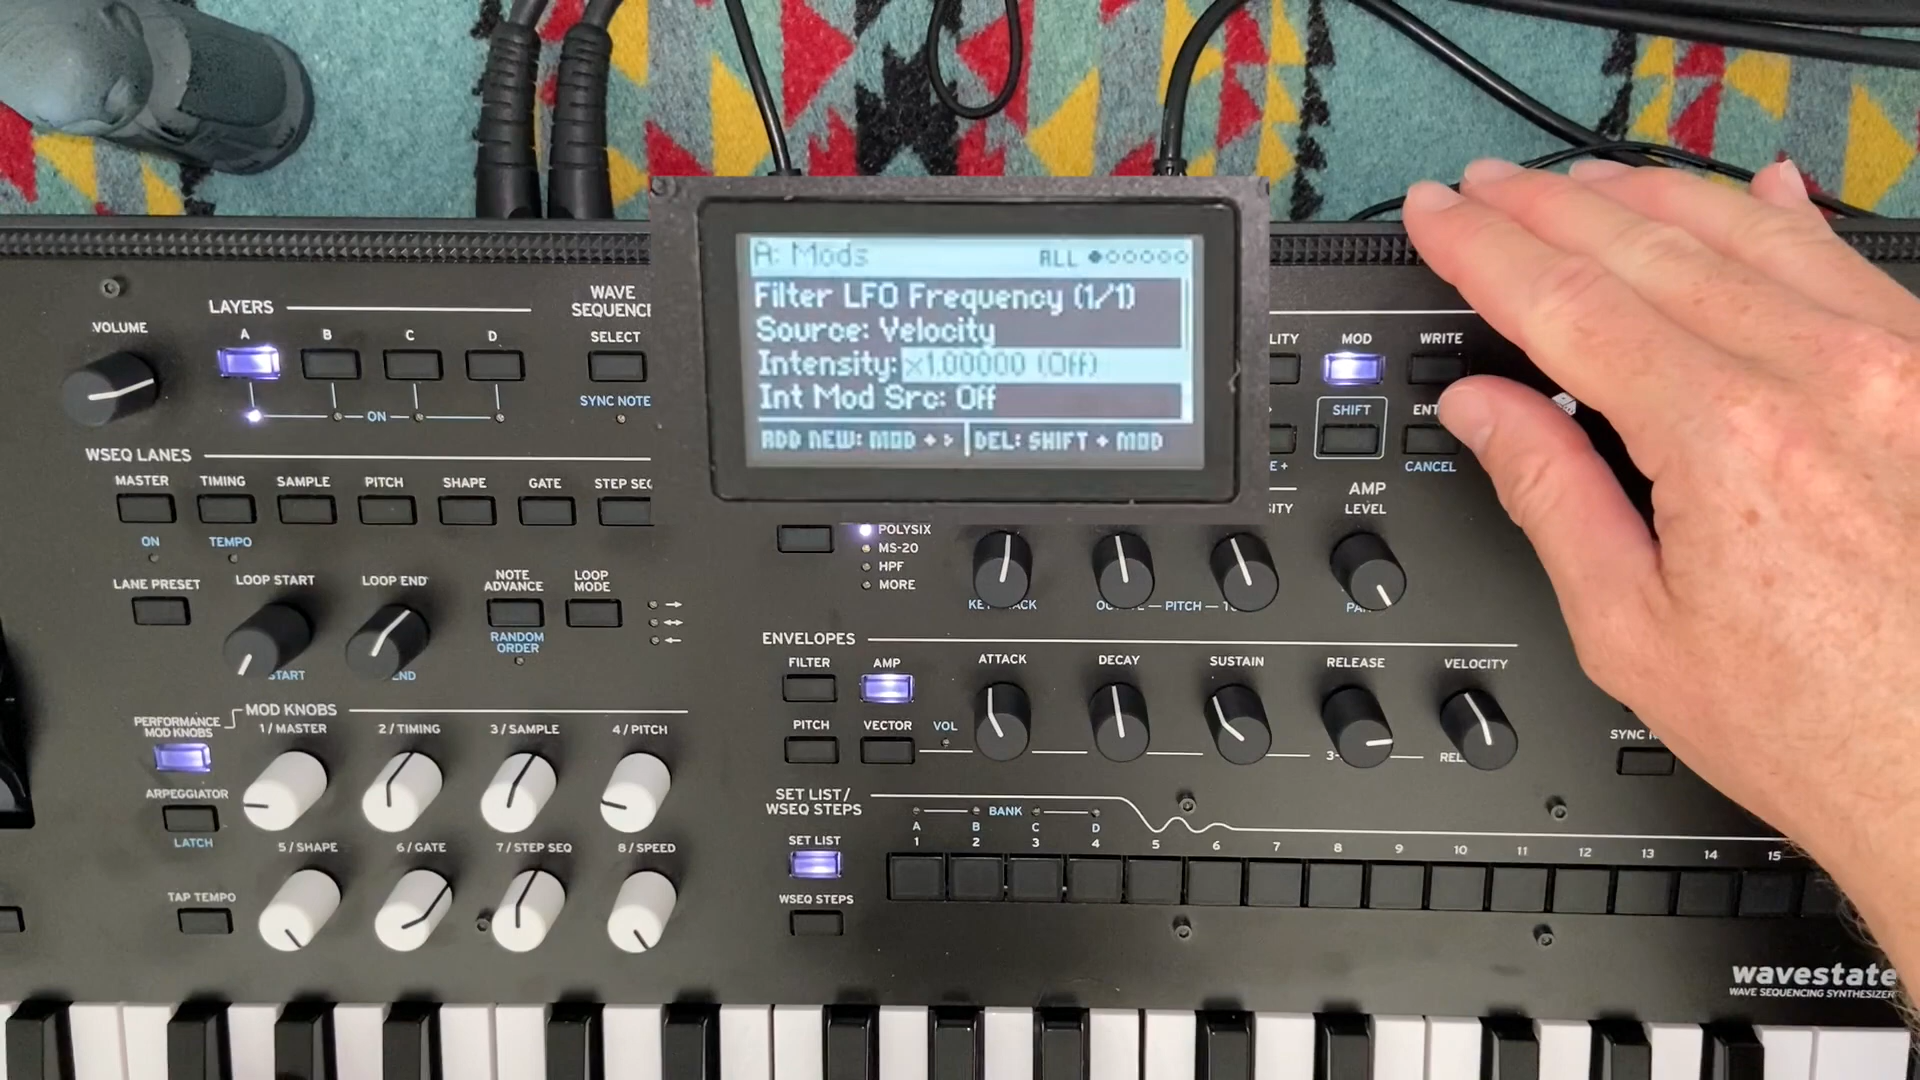 A: Mods
ALL
Filter LFO Frequency (1/1)
Source: Velocity
Intensity: x1.00000 (Off)
Int Mod Src: Off
ADD NEW: MOD + >
DEL: SHIFT + MOD
VOLUME
LAYERS
A
B
C
D
ON
WAVE
SELECT
SYNC NOTE
MOD
WRITE
SHIFT
CANCEL
AMP
LEVEL
WSEQ LANES
MASTER
TIMING
SAMPLE
PITCH
SHAPE
GATE
ON
TEMPO
LANE PRESET
LOOP START
LOOP END
NOTE
ADVANCE
LOOP
MODE
RANDOM
ORDER
POLYSIX
MS-20
HPF
MORE
PITCH
ENVELOPES
FILTER
AMP
ATTACK
DECAY
SUSTAIN
RELEASE
VELOCITY
PITCH
VECTOR
VOL
PERFORMANCE
MOD KNOBS
MOD KNOBS
1 / MASTER
2 / TIMING
3 / SAMPLE
4 / PITCH
ARPEGGIATOR
LATCH
5 / SHAPE
6 / GATE
7 / STEP SEQ
8 / SPEED
TAP TEMPO
SET LIST /
WSEQ STEPS
BANK
A
B
C
D
SET LIST
1
2
3
4
5
6
7
8
9
10
11
12
13
14
15
WSEQ STEPS
wavestate
WAVE SEQUENCING SYNTHESIZER